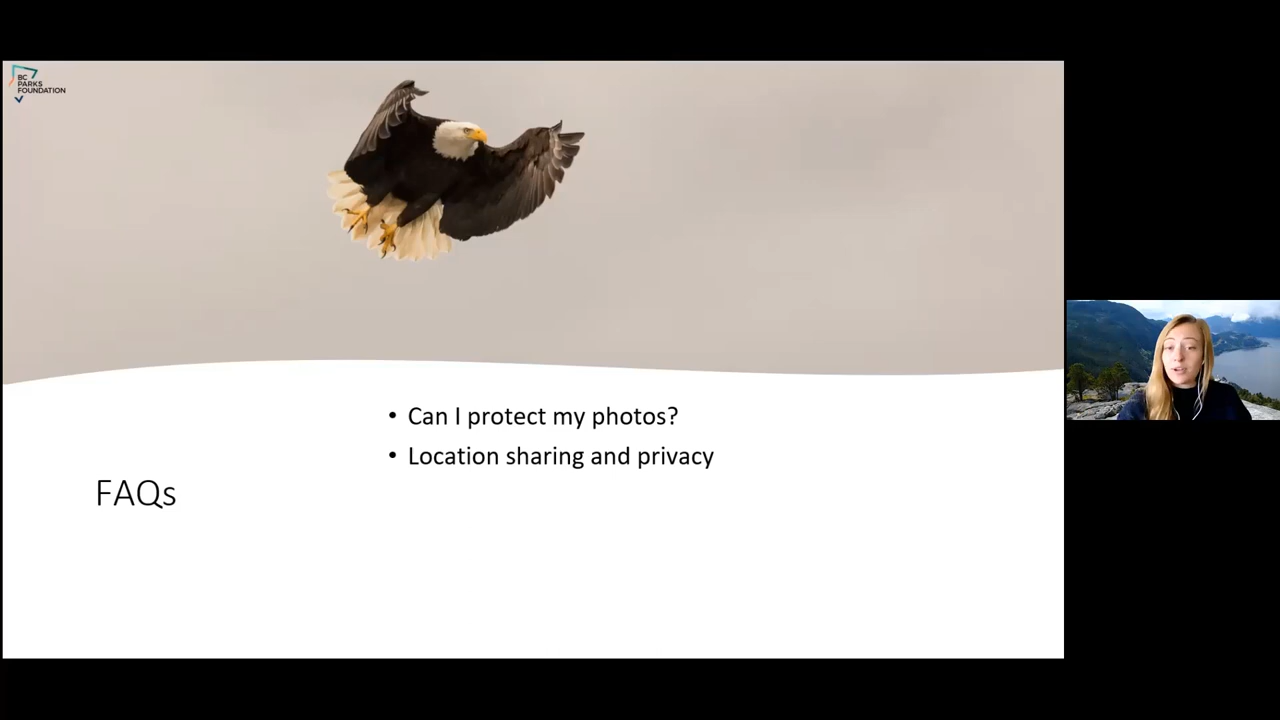 BC
PARKS
FOUNDATION
• Can I protect my photos?
• Location sharing and privacy
FAQs